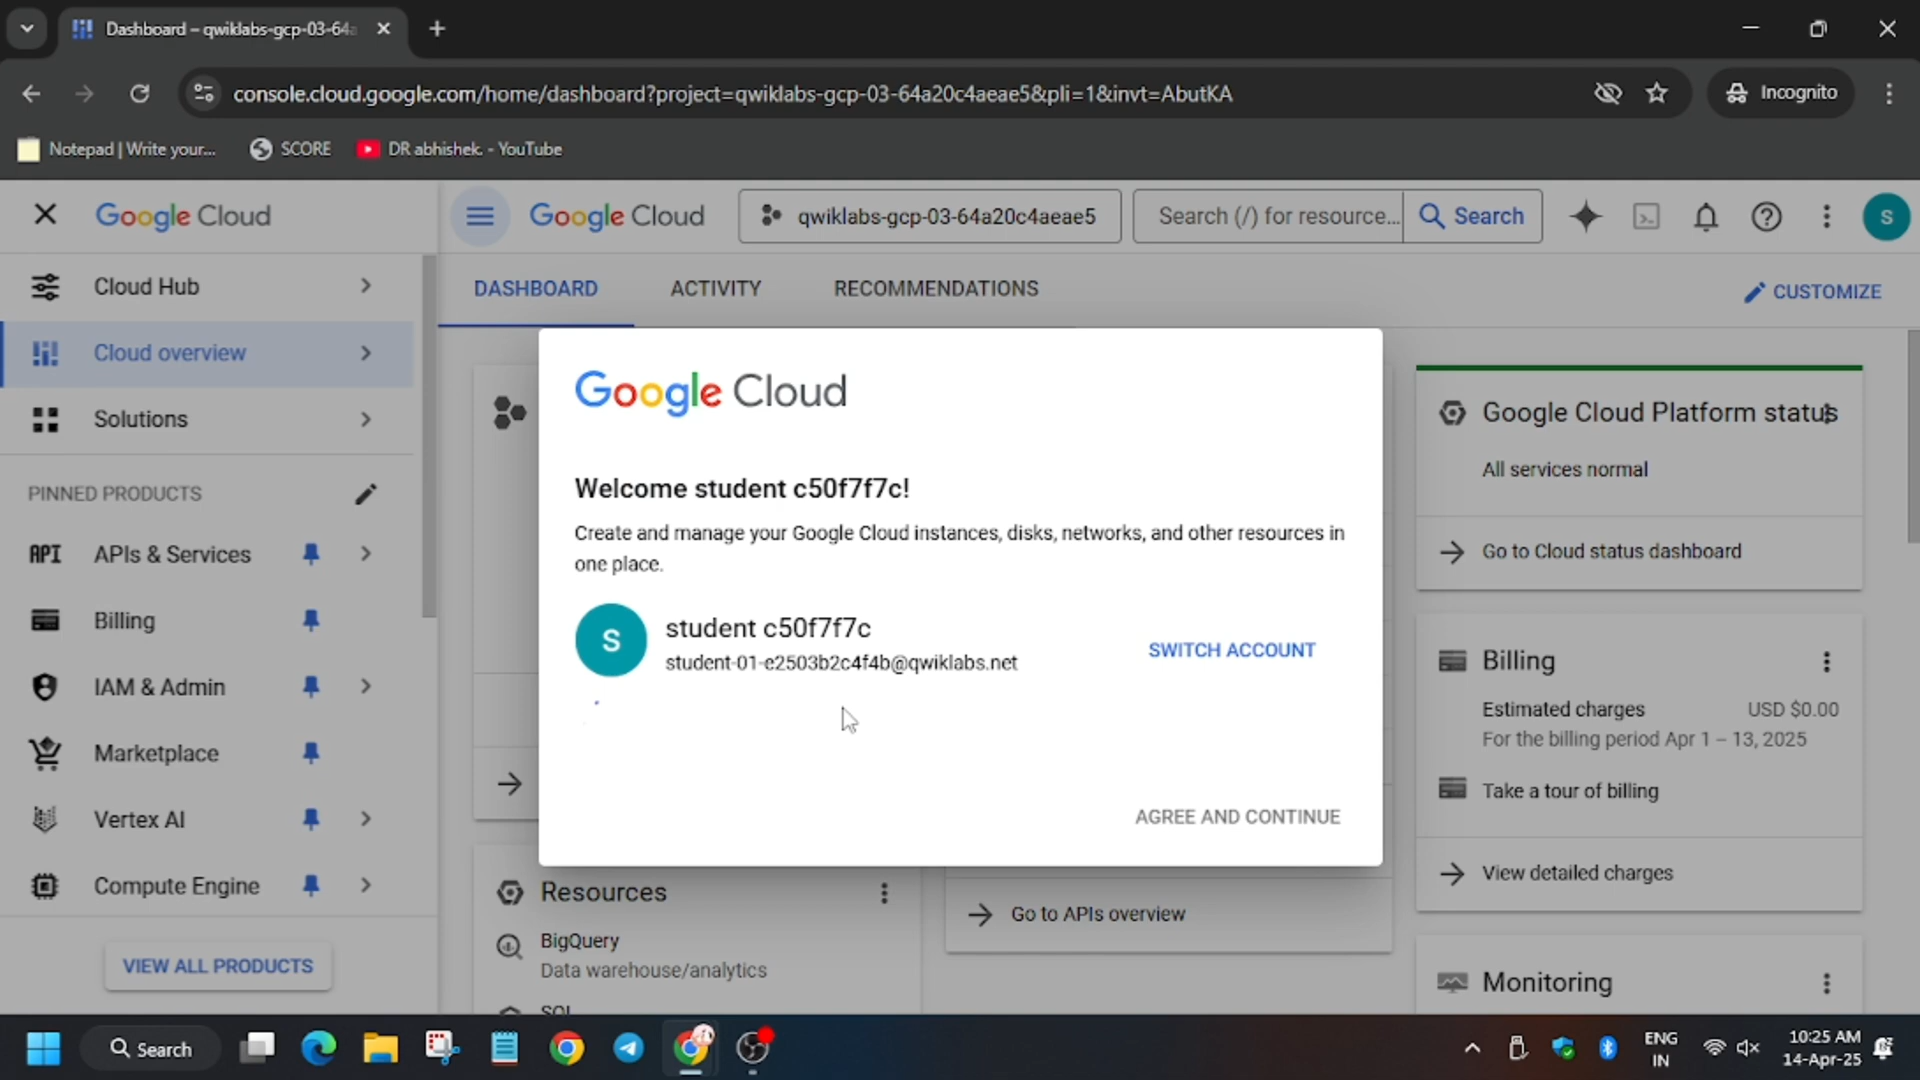 Dashboard – qwiklabs-gcp-03-64a
console.cloud.google.com/home/dashboard?project=qwiklabs-gcp-03-64a20c4aeae5&pli=1&invt=AbutKA
Incognito
Notepad | Write your...
SCORE
DR abhishek. - YouTube
Google Cloud
Google Cloud
qwiklabs-gcp-03-64a20c4aeae5
Search (/) for resource...
Search
S
Cloud Hub
Cloud overview
Solutions
PINNED PRODUCTS
API
APIs & Services
Billing
IAM & Admin
Marketplace
Vertex AI
Compute Engine
VIEW ALL PRODUCTS
DASHBOARD
ACTIVITY
RECOMMENDATIONS
CUSTOMIZE
Google Cloud
Welcome student c50f7f7c!
Create and manage your Google Cloud instances, disks, networks, and other resources in
one place.
S
student c50f7f7c
student-01-e2503b2c4f4b@qwiklabs.net
SWITCH ACCOUNT
AGREE AND CONTINUE
Resources
BigQuery
Data warehouse/analytics
SQL
Go to APIs overview
Google Cloud Platform status
All services normal
Go to Cloud status dashboard
Billing
Estimated charges
USD $0.00
For the billing period Apr 1 – 13, 2025
Take a tour of billing
View detailed charges
Monitoring
Search
ENG
IN
10:25 AM
14-Apr-25